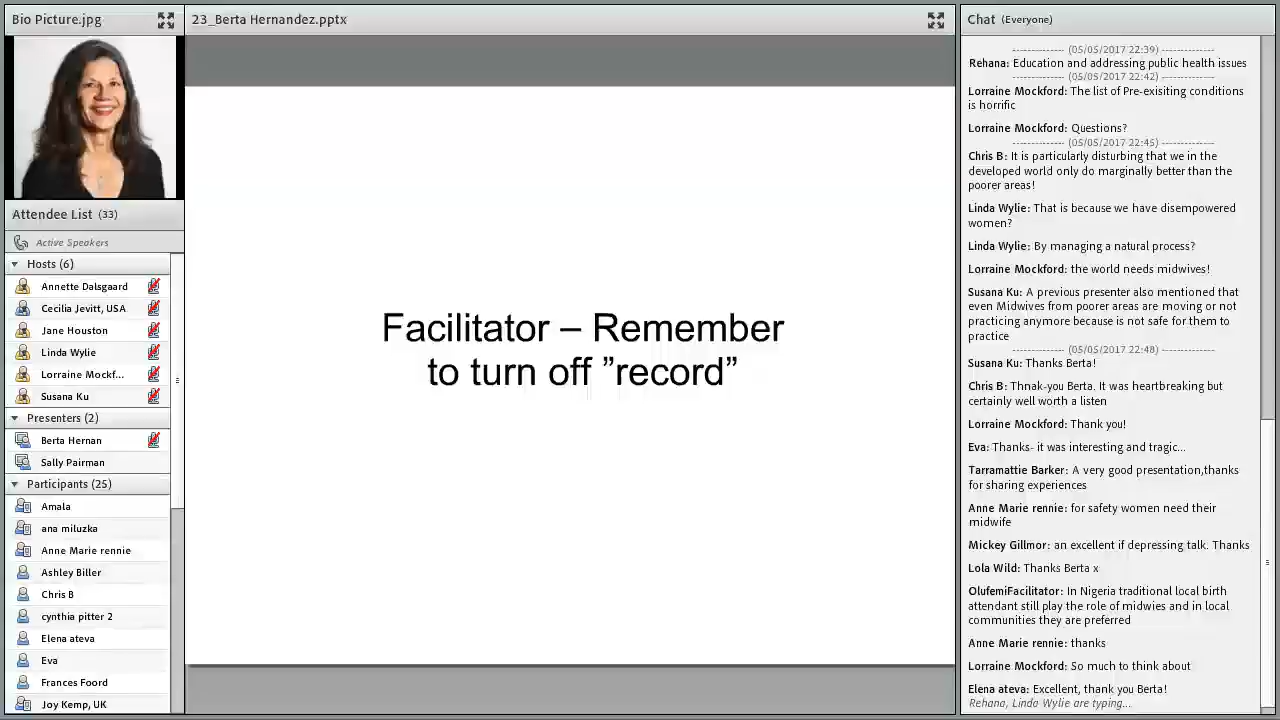 Bio Picture.jpg
Attendee List (33)
Active Speakers
Hosts (6)
Annette Dalsgaard
Cecilia Jevitt, USA
Jane Houston
Linda Wylie
Lorraine Mockf...
Susana Ku
Presenters (2)
Berta Hernan
Sally Pairman
Participants (25)
Amala
ana miluzka
Anne Marie rennie
Ashley Biller
Chris B
cynthia pitter 2
Elena ateva
Eva
Frances Foord
Joy Kemp, UK
23_Berta Hernandez.pptx
Facilitator – Remember
to turn off ”record”
Chat (Everyone)
-------------- (05/05/2017 22:39) --------------
Rehana: Education and addressing public health issues
-------------- (05/05/2017 22:42) --------------
Lorraine Mockford: The list of Pre-exisiting conditions
is horrific
Lorraine Mockford: Questions?
-------------- (05/05/2017 22:45) --------------
Chris B: It is particularly disturbing that we in the
developed world only do marginally better than the
poorer areas!
Linda Wylie: That is because we have disempowered
women?
Linda Wylie: By managing a natural process?
Lorraine Mockford: the world needs midwives!
Susana Ku: A previous presenter also mentioned that
even Midwives from poorer areas are moving or not
practicing anymore because is not safe for them to
practice
-------------- (05/05/2017 22:48) --------------
Susana Ku: Thanks Berta!
Chris B: Thnak-you Berta. It was heartbreaking but
certainly well worth a listen
Lorraine Mockford: Thank you!
Eva: Thanks- it was interesting and tragic...
Tarramattie Barker: A very good presentation,thanks
for sharing experiences
Anne Marie rennie: for safety women need their
midwife
Mickey Gillmor: an excellent if depressing talk. Thanks
Lola Wild: Thanks Berta x
OlufemiFacilitator: In Nigeria traditional local birth
attendant still play the role of midwies and in local
communities they are preferred
Anne Marie rennie: thanks
Lorraine Mockford: So much to think about
Elena ateva: Excellent, thank you Berta!
Rehana, Linda Wylie are typing...